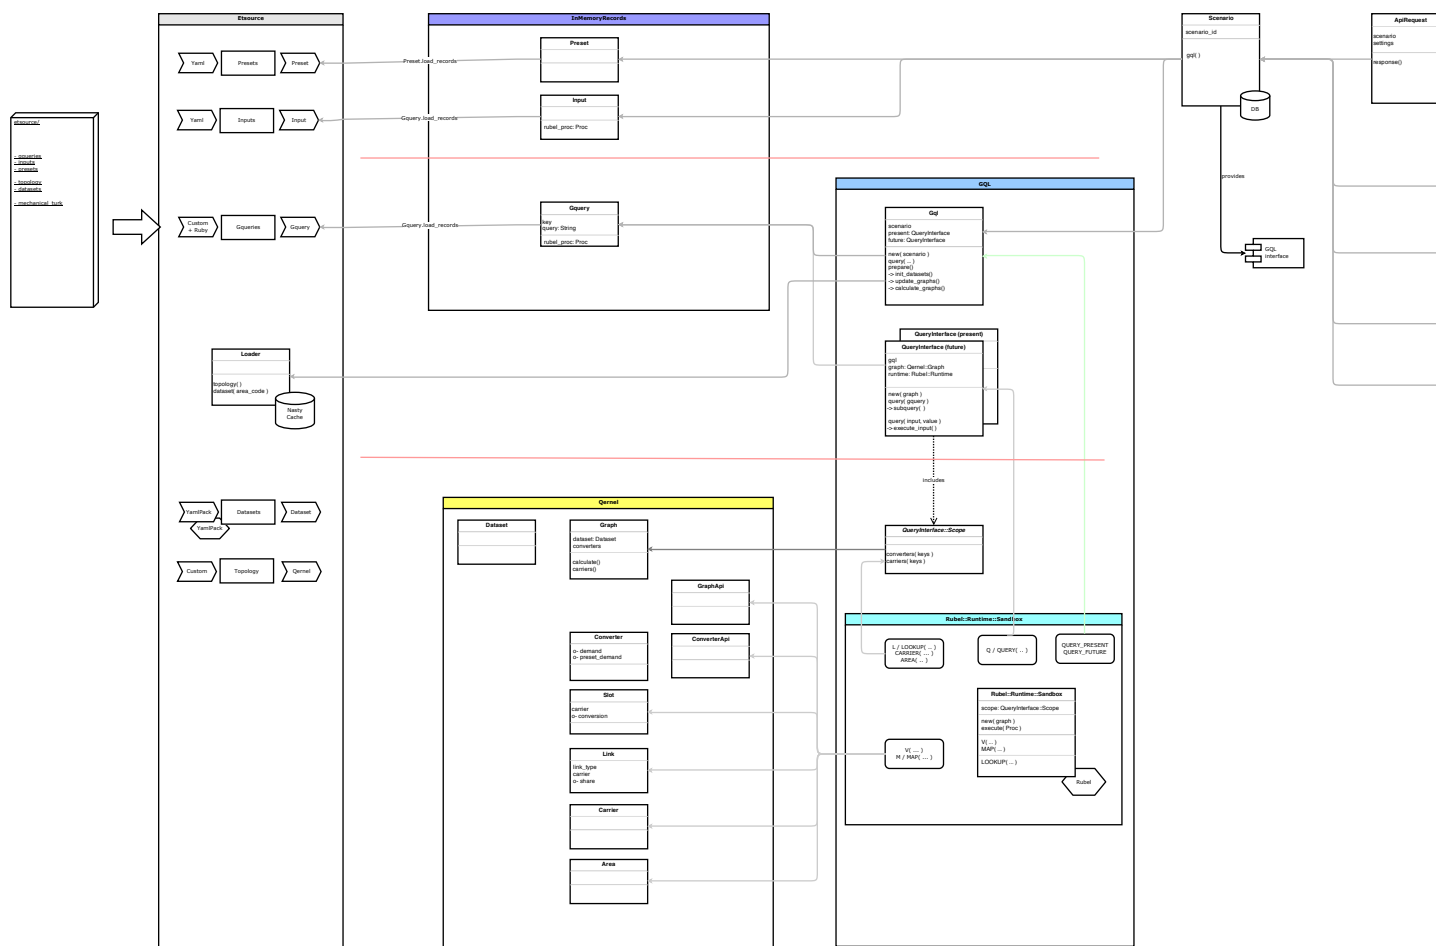 etsource/
- gqueries
- inputs
- presets
- topology
- datasets
- mechanical_turk
Etsource
Yaml
Presets
Preset
Yaml
Inputs
Input
Custom
+ Ruby
Gqueries
Gquery
Loader
topology( )
dataset( area_code )
Nasty
Cache
YamlPack
Datasets
Dataset
YamlPack
Custom
Topology
Qernel
InMemoryRecords
Preset
Preset.load_records
Input
rubel_proc: Proc
Gquery.load_records
Gquery
key
query: String
rubel_proc: Proc
Gquery.load_records
Qernel
Dataset
Graph
dataset: Dataset
converters
calculate()
carriers()
GraphApi
Converter
o- demand
o- preset_demand
ConverterApi
Slot
carrier
o- conversion
Link
link_type
carrier
o- share
Carrier
Area
GQL
Gql
scenario
present: QueryInterface
future: QueryInterface
new( scenario )
query( .. )
prepare()
-> init_datasets()
-> update_graphs()
-> calculate_graphs()
QueryInterface (present)
QueryInterface (future)
gql
graph: Qernel::Graph
runtime: Rubel::Runtime
new( graph )
query( gquery )
-> subquery( )
query( input, value )
-> execute_input( )
includes
QueryInterface::Scope
converters( keys )
carriers( keys )
Rubel::Runtime::Sandbox
L / LOOKUP( .. )
CARRIER( ... )
AREA( .. )
Q / QUERY( .. )
QUERY_PRESENT
QUERY_FUTURE
V( ... )
M / MAP( ... )
Rubel::Runtime::Sandbox
scope: QueryInterface::Scope
new( graph )
execute( Proc )
V( ... )
MAP( ... )
LOOKUP( .. )
Rubel
Scenario
scenario_id
gql( )
DB
provides
GQL
interface
ApiRequest
scenario
settings
response()